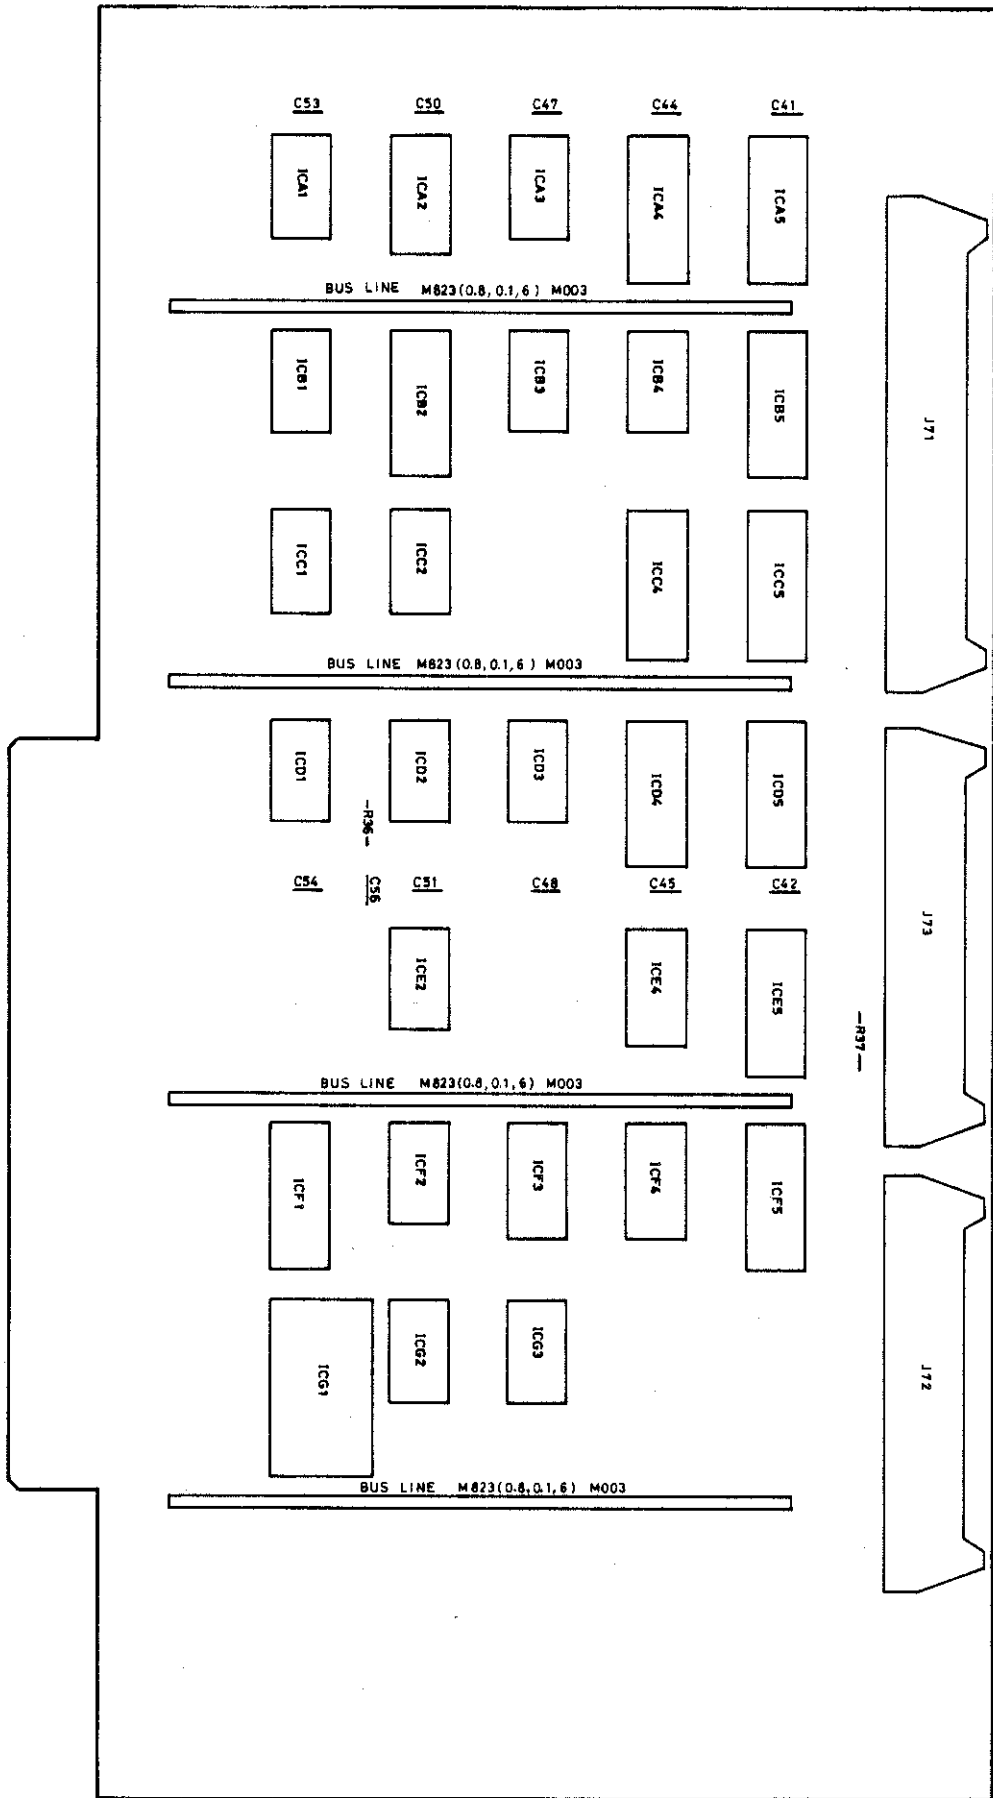 C53 C50 C47 C44 C41
ICA1 ICA2 ICA3 ICA4 ICA5
BUS LINE M823(0.8,0.1,6) M003
ICB1 ICB2 ICB3 ICB4 ICB5
J71
ICC1 ICC2 ICC4 ICC5
BUS LINE M823(0.8,0.1,6) M003
ICD1 ICD2 ICD3 ICD4 ICD5
R36
C54 C56 C51 C48 C45 C42
J73
ICE2 ICE4 ICE5
R37
BUS LINE M823(0.8,0.1,6) M003
ICF1 ICF2 ICF3 ICF4 ICF5
ICG1 ICG2 ICG3
J72
BUS LINE M823(0.8,0.1,6) M003